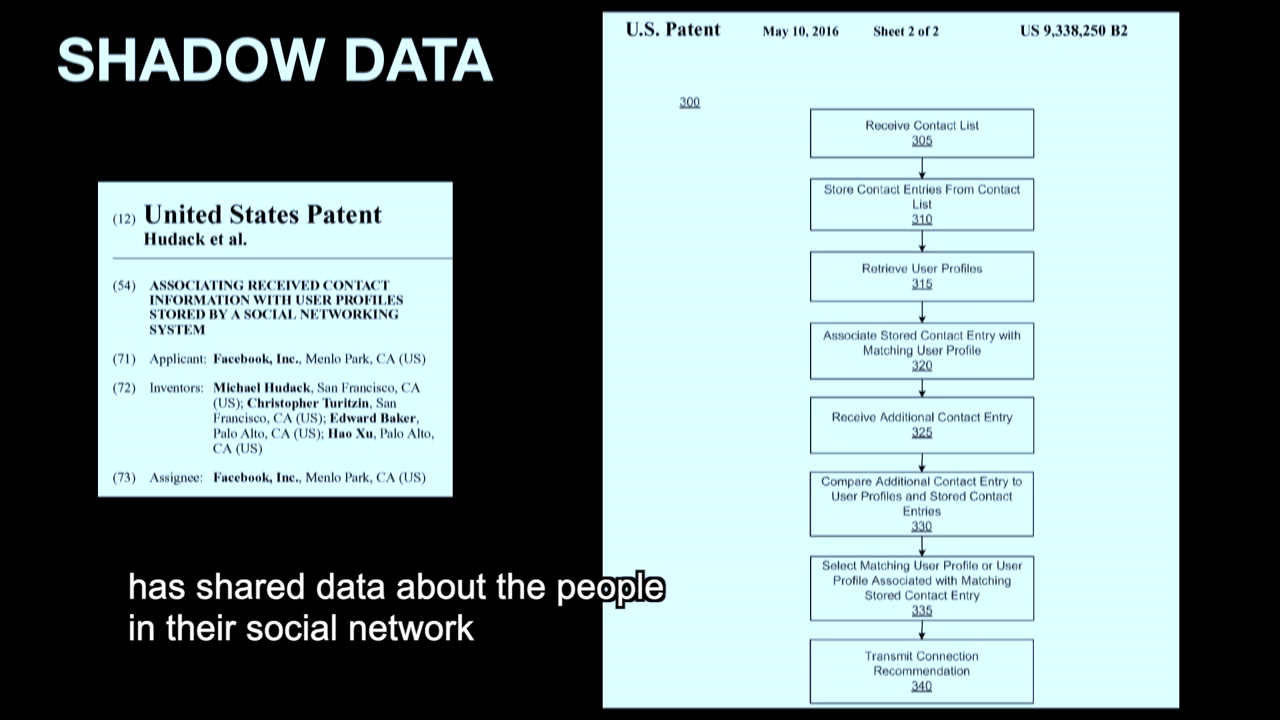 SHADOW DATA
(12) United States Patent
Hudack et al.
(54) ASSOCIATING RECEIVED CONTACT
INFORMATION WITH USER PROFILES
STORED BY A SOCIAL NETWORKING
SYSTEM
(71) Applicant: Facebook, Inc., Menlo Park, CA (US)
(72) Inventors: Michael Hudack, San Francisco, CA
(US); Christopher Turitzin, San
Francisco, CA (US); Edward Baker,
Palo Alto, CA (US); Hao Xu, Palo Alto,
CA (US)
(73) Assignee: Facebook, Inc., Menlo Park, CA (US)
U.S. Patent May 10, 2016 Sheet 2 of 2 US 9,338,250 B2
300
Receive Contact List
305
Store Contact Entries From Contact
List
310
Retrieve User Profiles
315
Associate Stored Contact Entry with
Matching User Profile
320
Receive Additional Contact Entry
325
Compare Additional Contact Entry to
User Profiles and Stored Contact
Entries
330
Select Matching User Profile or User
Profile Associated with Matching
Stored Contact Entry
335
Transmit Connection
Recommendation
340
has shared data about the people
in their social network